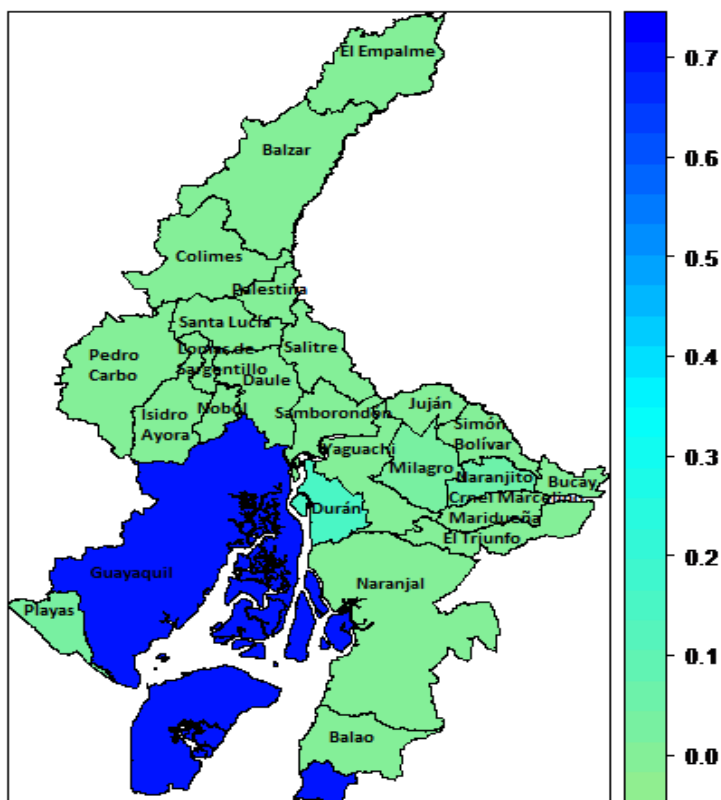 El Empalme
Balzar
Colimes
Palestina
Santa Lucía
Lomas de
Sargentillo
Pedro
Carbo
Salitre
Daule
Isidro
Ayora
Nobol
Samborondón
Juján
Simón
Bolívar
Yaguachi
Milagro
Naranjito
Bucay
Crnel Marcelino
Maridueña
El Triunfo
Durán
Guayaquil
Naranjal
Playas
Balao
0.7
0.6
0.5
0.4
0.3
0.2
0.1
0.0